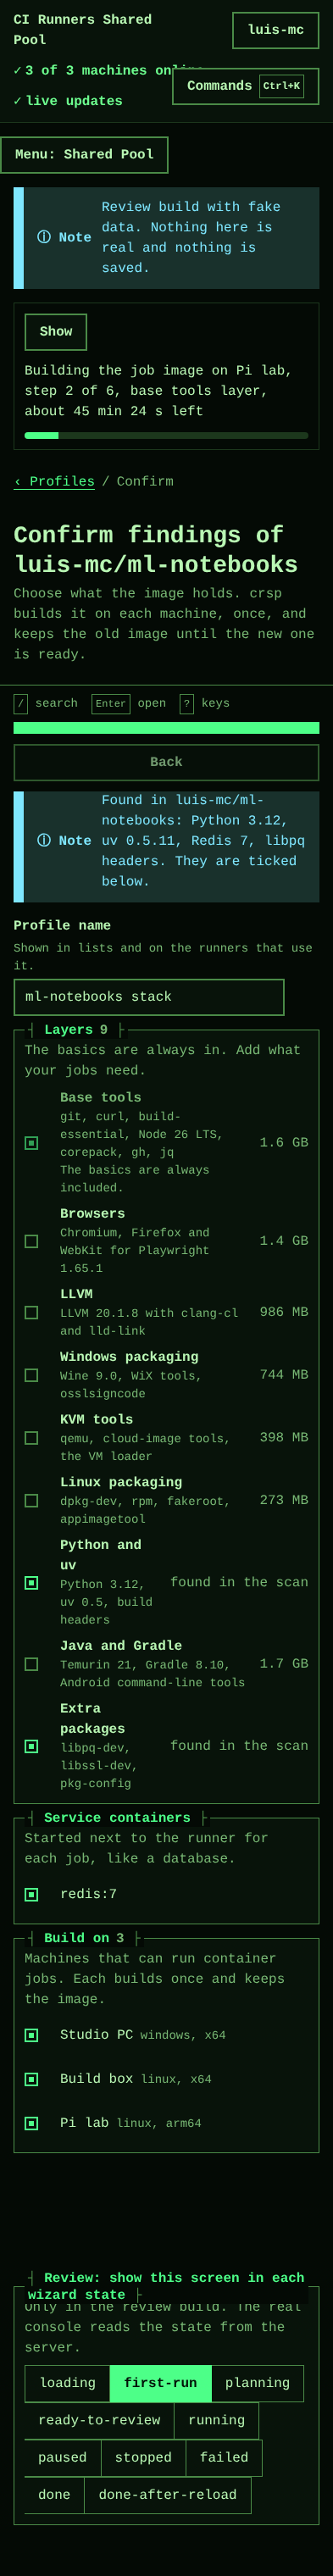 CI Runners Shared
Pool
luis-mc
✓ 3 of 3 machines
Commands Ctrl+K
✓ live updates
Menu: Shared Pool
ⓘ Note
Review build with fake
data. Nothing here is
real and nothing is
saved.
Show
Building the job image on Pi lab,
step 2 of 6, base tools layer,
about 45 min 24 s left
‹ Profiles / Confirm
Confirm findings of
luis-mc/ml-notebooks
Choose what the image holds. crsp
builds it on each machine, once, and
keeps the old image until the new one
is ready.
/ search Enter open ? keys
Back
ⓘ Note
Found in luis-mc/ml-
notebooks: Python 3.12,
uv 0.5.11, Redis 7, libpq
headers. They are ticked
below.
Profile name
Shown in lists and on the runners that use
it.
ml-notebooks stack
┤ Layers 9 ├
The basics are always in. Add what
your jobs need.
Base tools
git, curl, build-
essential, Node 26 LTS,
corepack, gh, jq
The basics are always
included.
1.6 GB
Browsers
Chromium, Firefox and
WebKit for Playwright
1.65.1
1.4 GB
LLVM
LLVM 20.1.8 with clang-cl
and lld-link
986 MB
Windows packaging
Wine 9.0, WiX tools,
osslsigncode
744 MB
KVM tools
qemu, cloud-image tools,
the VM loader
398 MB
Linux packaging
dpkg-dev, rpm, fakeroot,
appimagetool
273 MB
Python and
uv
Python 3.12,
uv 0.5, build
headers
found in the scan
Java and Gradle
Temurin 21, Gradle 8.10,
Android command-line tools
1.7 GB
Extra
packages
libpq-dev,
libssl-dev,
pkg-config
found in the scan
┤ Service containers ├
Started next to the runner for
each job, like a database.
redis:7
┤ Build on 3 ├
Machines that can run container
jobs. Each builds once and keeps
the image.
Studio PC windows, x64
Build box linux, x64
Pi lab linux, arm64
┤ Review: show this screen in each
wizard state ├
Only in the review build. The real
console reads the state from the
server.
loading first-run planning
ready-to-review running
paused stopped failed
done done-after-reload